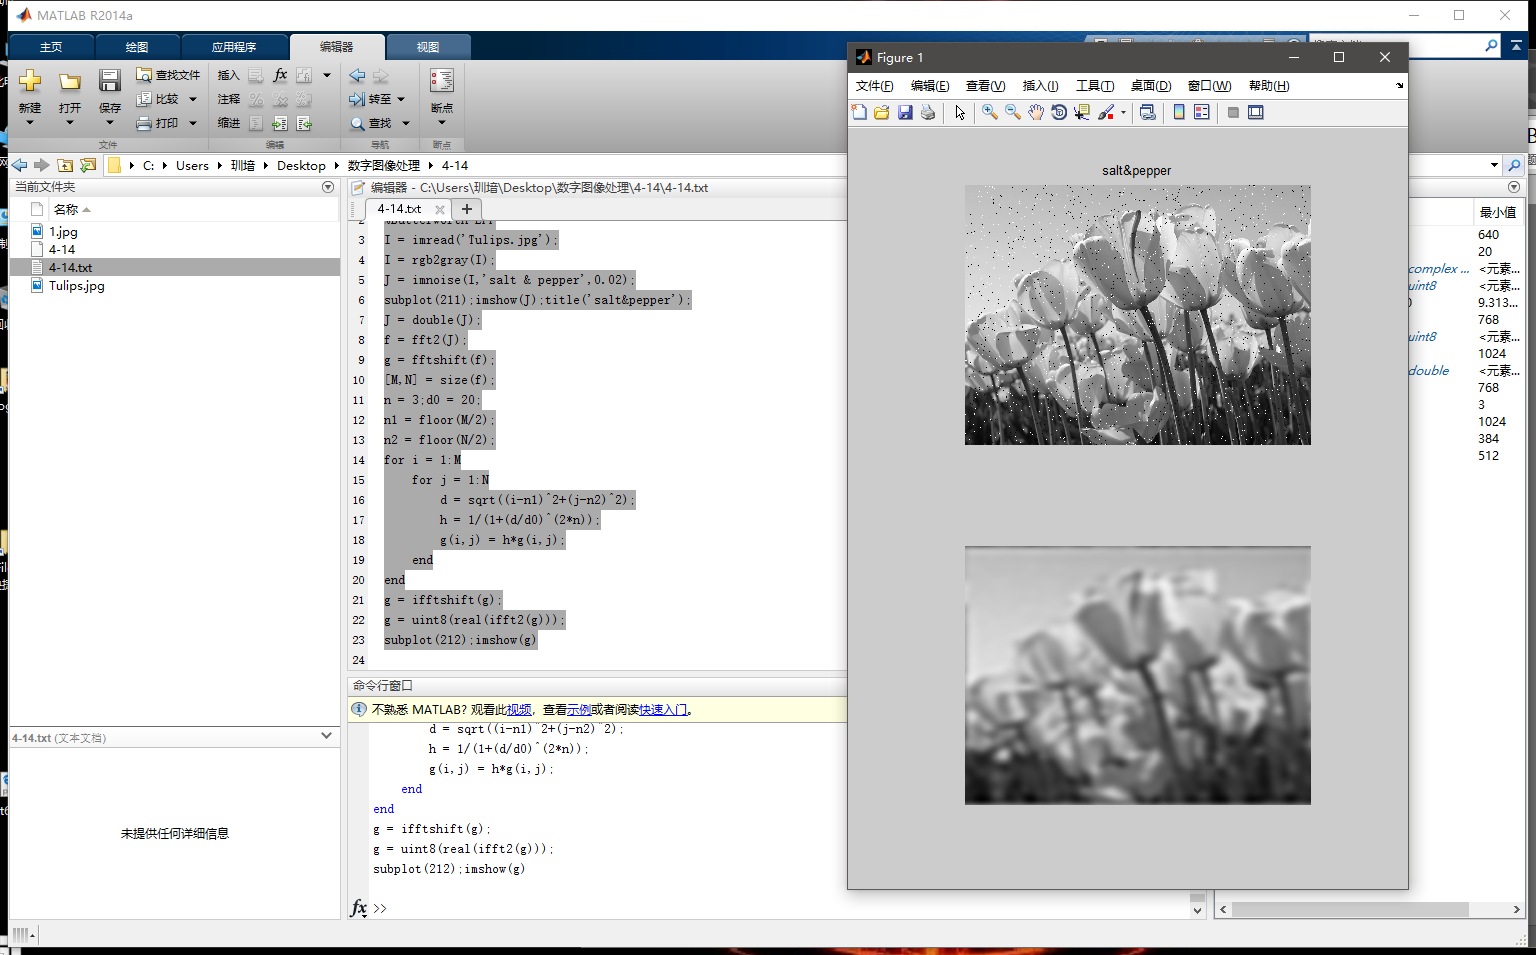 MATLAB R2014a
主页
绘图
应用程序
编辑器
视图
新建
打开
保存
查找文件
比较
打印
插入
fx
注释
缩进
转至
查找
断点
文件
编辑
导航
断点
C:
Users
Desktop
数字图像处理
4-14
当前文件夹
名称
1.jpg
4-14
4-14.txt
Tulips.jpg
4-14.txt (文本文档)
未提供任何详细信息
编辑器 - C:\Users\玥培\Desktop\数字图像处理\4-14\4-14.txt
4-14.txt
2
3 I = imread('Tulips.jpg');
4 I = rgb2gray(I);
5 J = imnoise(I,'salt & pepper',0.02);
6 subplot(211);imshow(J);title('salt&pepper');
7 J = double(J);
8 f = fft2(J);
9 g = fftshift(f);
10 [M,N] = size(f);
11 n = 3;d0 = 20;
12 n1 = floor(M/2);
13 n2 = floor(N/2);
14 for i = 1:M
15 for j = 1:N
16 d = sqrt((i-n1)^2+(j-n2)^2);
17 h = 1/(1+(d/d0)^(2*n));
18 g(i,j) = h*g(i,j);
19 end
20 end
21 g = ifftshift(g);
22 g = uint8(real(ifft2(g)));
23 subplot(212);imshow(g)
24
命令行窗口
不熟悉 MATLAB? 观看此视频，查看示例或者阅读快速入门。
d = sqrt((i-n1)^2+(j-n2)^2);
h = 1/(1+(d/d0)^(2*n));
g(i,j) = h*g(i,j);
end
end
g = ifftshift(g);
g = uint8(real(ifft2(g)));
subplot(212);imshow(g)
fx >>
Figure 1
文件(F)
编辑(E)
查看(V)
插入(I)
工具(T)
桌面(D)
窗口(W)
帮助(H)
salt&pepper
最小值
640
20
complex ... <元素...
uint8 <元素...
0 9.313...
768
uint8 <元素...
1024
double <元素...
768
3
1024
384
512